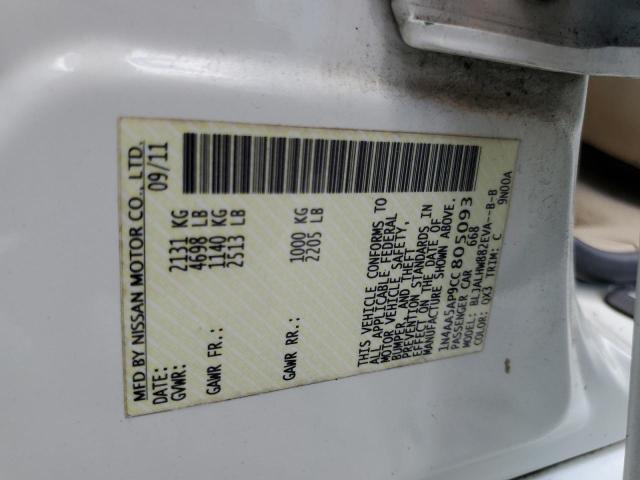 MFD BY NISSAN MOTOR CO., LTD.
DATE: 09/11
GVWR: 2131 KG
4698 LB
GAWR FR.: 1140 KG
2513 LB
GAWR RR.: 1000 KG
2205 LB
THIS VEHICLE CONFORMS TO
ALL APPLICABLE FEDERAL
MOTOR VEHICLE SAFETY,
BUMPER, AND THEFT
PREVENTION STANDARDS IN
EFFECT ON THE DATE OF
MANUFACTURE SHOWN ABOVE
1N4AA5AP9CC805093
PASSENGER CAR 668
MODEL: BLJALHWR82EVA--B-B
COLOR: QX3 TRIM: C 9N00A